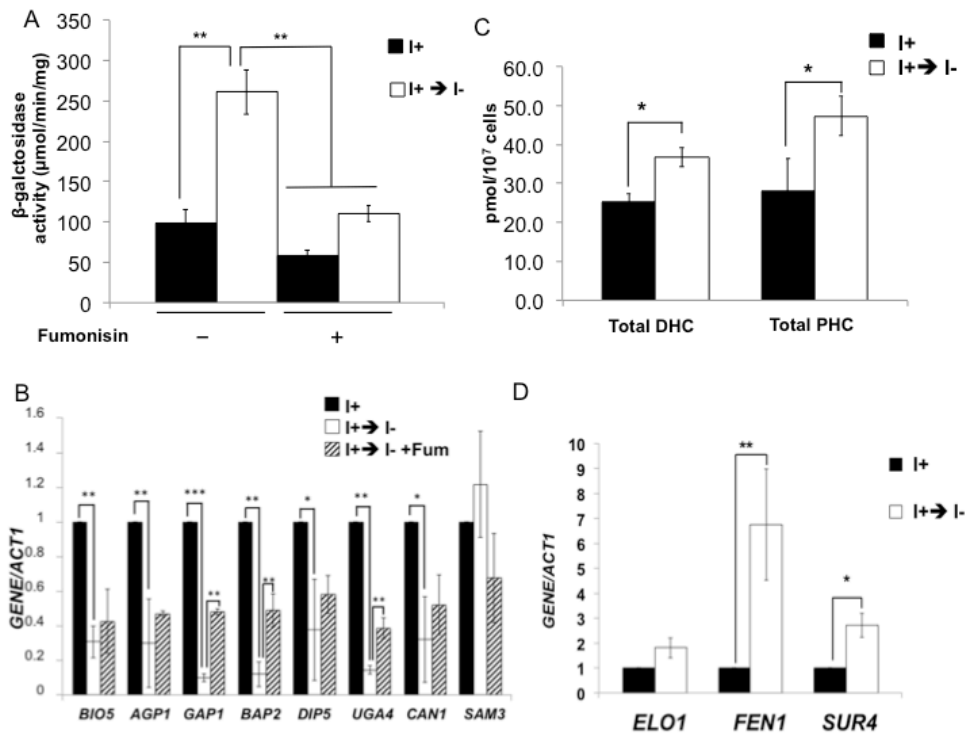 A
350
300
250
200
150
100
50
0
β-galctosidase
activity (μmol/min/mg)
**
**
I+
I+ ➔ I-
Fumonisin
–
+
C
60.0
50.0
40.0
30.0
20.0
10.0
0.0
pmol/10⁷ cells
*
*
I+
I+➔ I-
Total DHC
Total PHC
B
1.6
1.4
1.2
1
0.8
0.6
0.4
0.2
0
GENE/ACT1
I+
I+➔ I-
I+➔ I- +Fum
**
**
***
**
*
**
*
**
**
**
BIO5
AGP1
GAP1
BAP2
DIP5
UGA4
CAN1
SAM3
D
10
9
8
7
6
5
4
3
2
1
0
GENE/ACT1
**
*
I+
I+➔ I-
ELO1
FEN1
SUR4